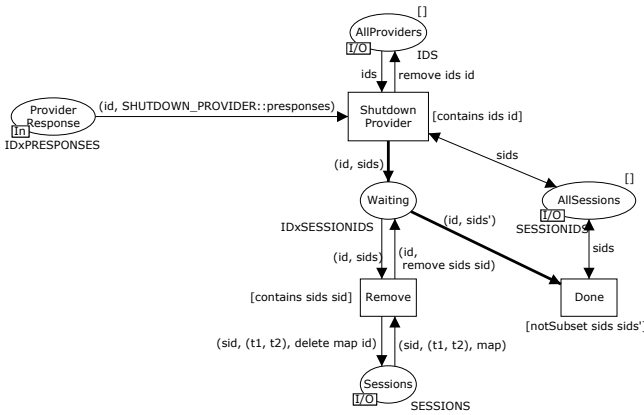 []
AllProviders
I/O
IDS
ids
remove ids id
(id, SHUTDOWN_PROVIDER::presponses)
Provider
Response
In
IDxPRESPONSES
Shutdown
Provider
[contains ids id]
(id, sids)
sids
[]
Waiting
AllSessions
I/O
SESSIONIDS
IDxSESSIONIDS
(id, sids')
(id, sids)
(id,
remove sids sid)
sids
[contains sids sid]
Remove
Done
[notSubset sids sids']
(sid, (t1, t2), delete map id)
(sid, (t1, t2), map)
Sessions
I/O
SESSIONS